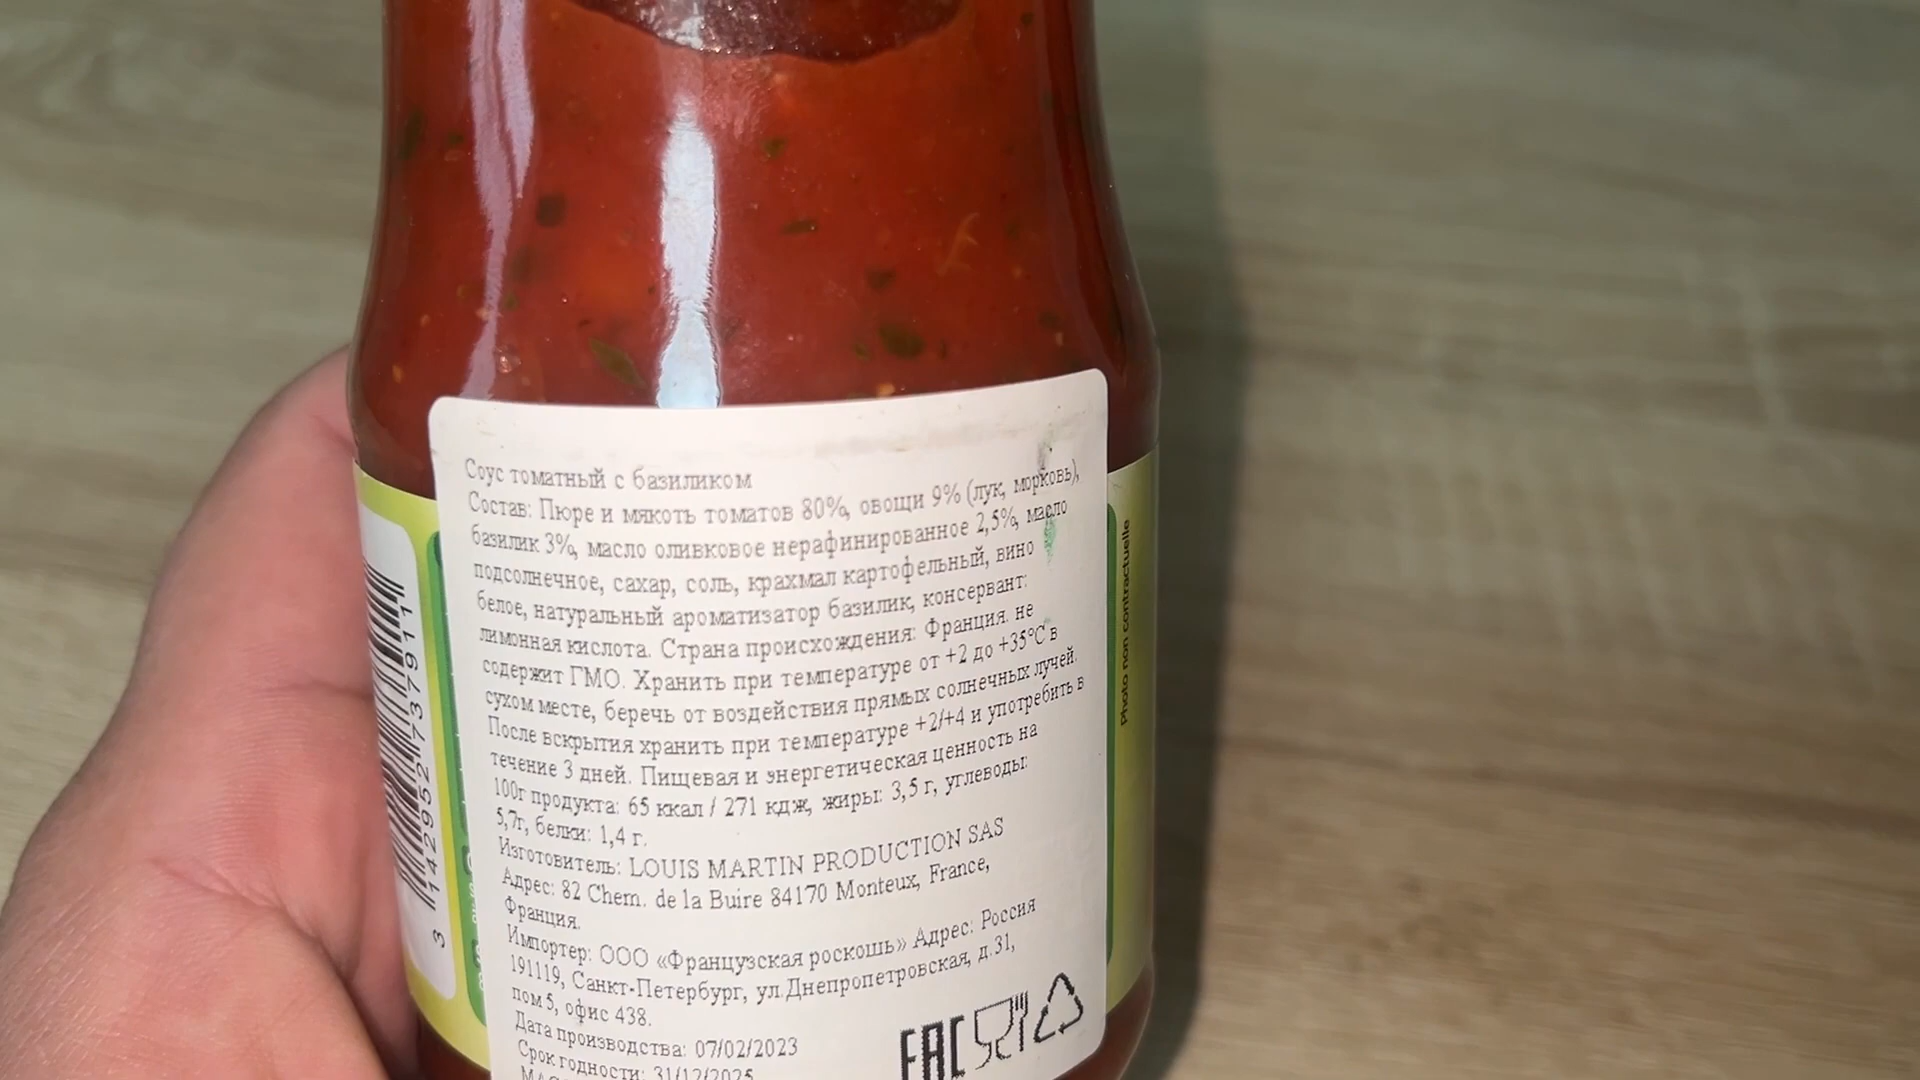 Соус томатный с базиликом
Состав: Пюре и мякоть томатов 80%, овощи 9% (лук, морковь),
базилик 3%, масло оливковое нерафинированное 2,5%, масло
подсолнечное, сахар, соль, крахмал картофельный, вино
белое, натуральный ароматизатор базилик, консервант:
лимонная кислота. Страна происхождения: Франция. не
содержит ГМО. Хранить при температуре от +2 до +35°C в
сухом месте, беречь от воздействия прямых солнечных лучей.
После вскрытия хранить при температуре +2/+4 и употребить в
течение 3 дней. Пищевая и энергетическая ценность на
100г продукта: 65 ккал / 271 кдж, жиры: 3,5 г, углеводы:
5,7г, белки: 1,4 г.
Изготовитель: LOUIS MARTIN PRODUCTION SAS
Адрес: 82 Chem. de la Buire 84170 Monteux, France,
Франция.
Импортер: ООО «Французская роскошь» Адрес: Россия
191119, Санкт-Петербург, ул.Днепропетровская, д.31,
пом 5, офис 438.
Дата производства: 07/02/2023
Срок годности: 31/12/2025
EAC
3 142952 737911
Photo non contractuelle